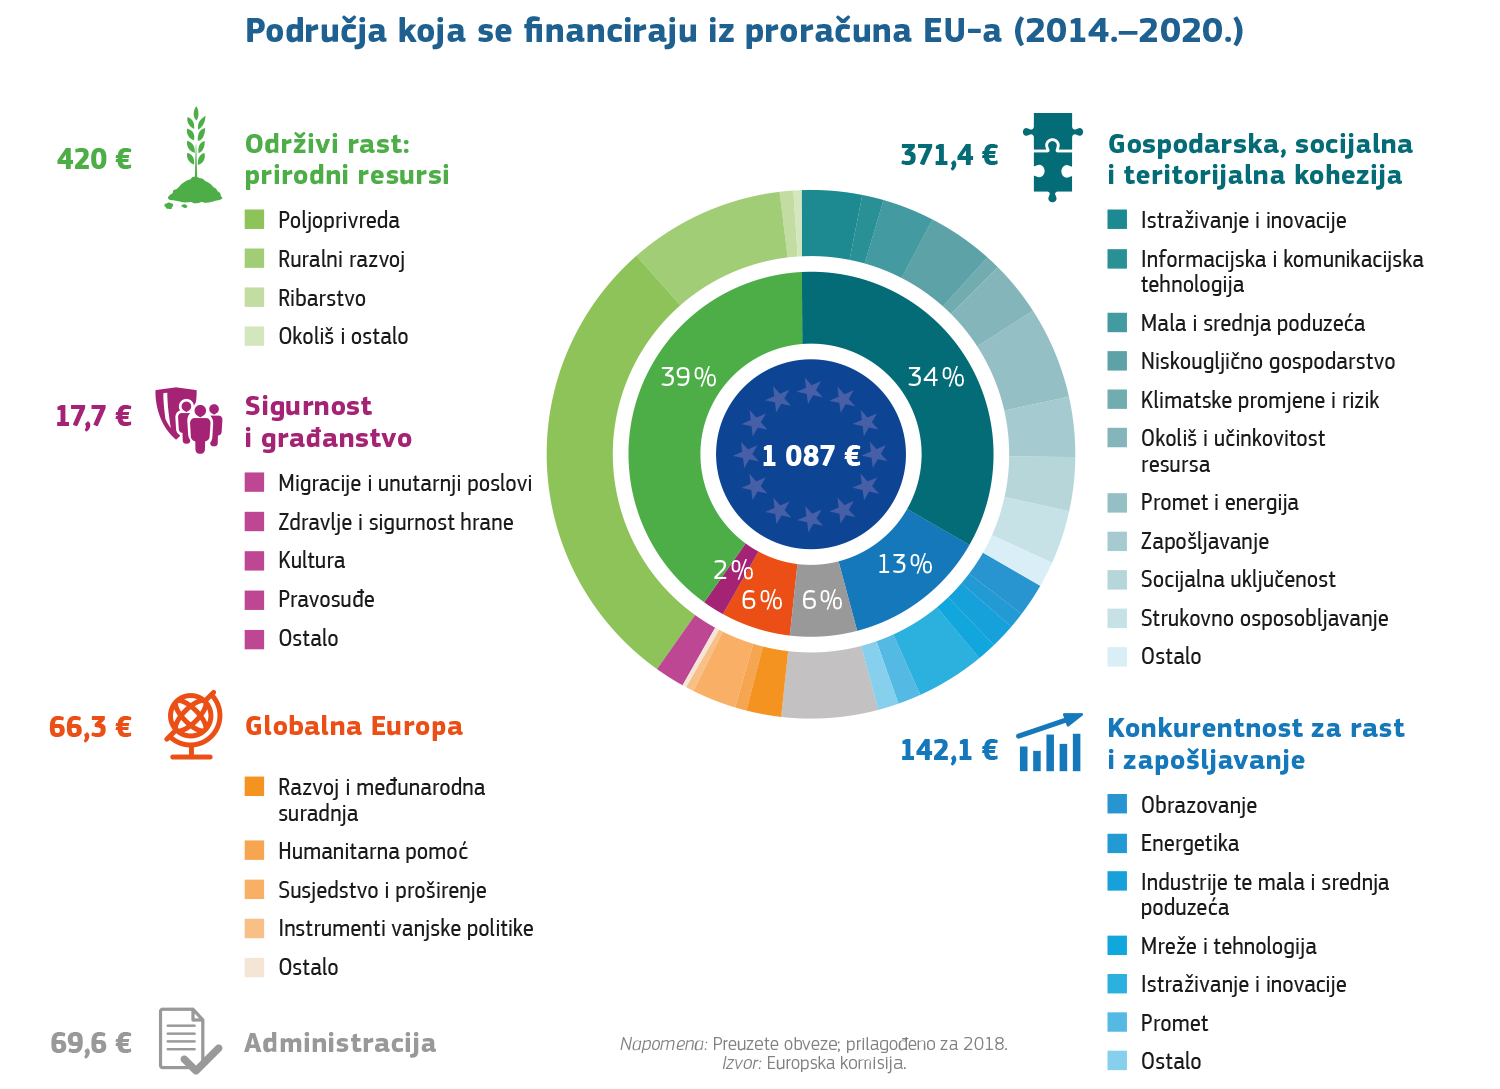 Područja koja se financiraju iz proračuna EU-a (2014.–2020.)
420 €
Održivi rast:
prirodni resursi
Poljoprivreda
Ruralni razvoj
Ribarstvo
Okoliš i ostalo
17,7 €
Sigurnost
i građanstvo
Migracije i unutarnji poslovi
Zdravlje i sigurnost hrane
Kultura
Pravosuđe
Ostalo
66,3 €
Globalna Europa
Razvoj i međunarodna
suradnja
Humanitarna pomoć
Susjedstvo i proširenje
Instrumenti vanjske politike
Ostalo
69,6 €
Administracija
39%
34%
1 087 €
2%
13%
6%
6%
371,4 €
Gospodarska, socijalna
i teritorijalna kohezija
Istraživanje i inovacije
Informacijska i komunikacijska
tehnologija
Mala i srednja poduzeća
Niskougljično gospodarstvo
Klimatske promjene i rizik
Okoliš i učinkovitost
resursa
Promet i energija
Zapošljavanje
Socijalna uključenost
Strukovno osposobljavanje
Ostalo
142,1 €
Konkurentnost za rast
i zapošljavanje
Obrazovanje
Energetika
Industrije te mala i srednja
poduzeća
Mreže i tehnologija
Istraživanje i inovacije
Promet
Ostalo
Napomena: Preuzete obveze; prilagođeno za 2018.
Izvor: Europska komisija.